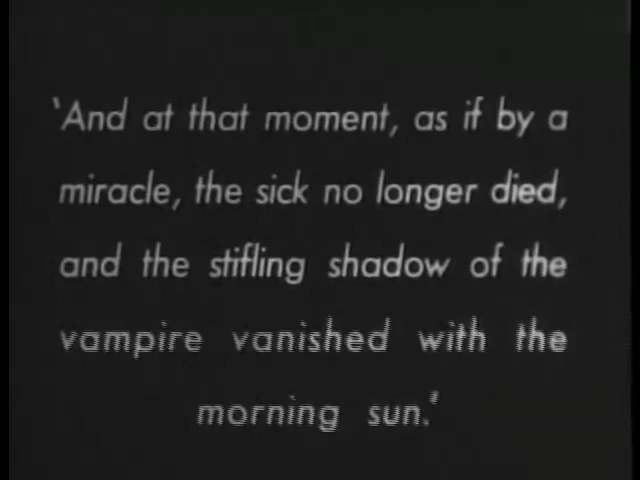 'And at that moment, as if by a
miracle, the sick no longer died,
and the stifling shadow of the
vampire vanished with the
morning sun.'